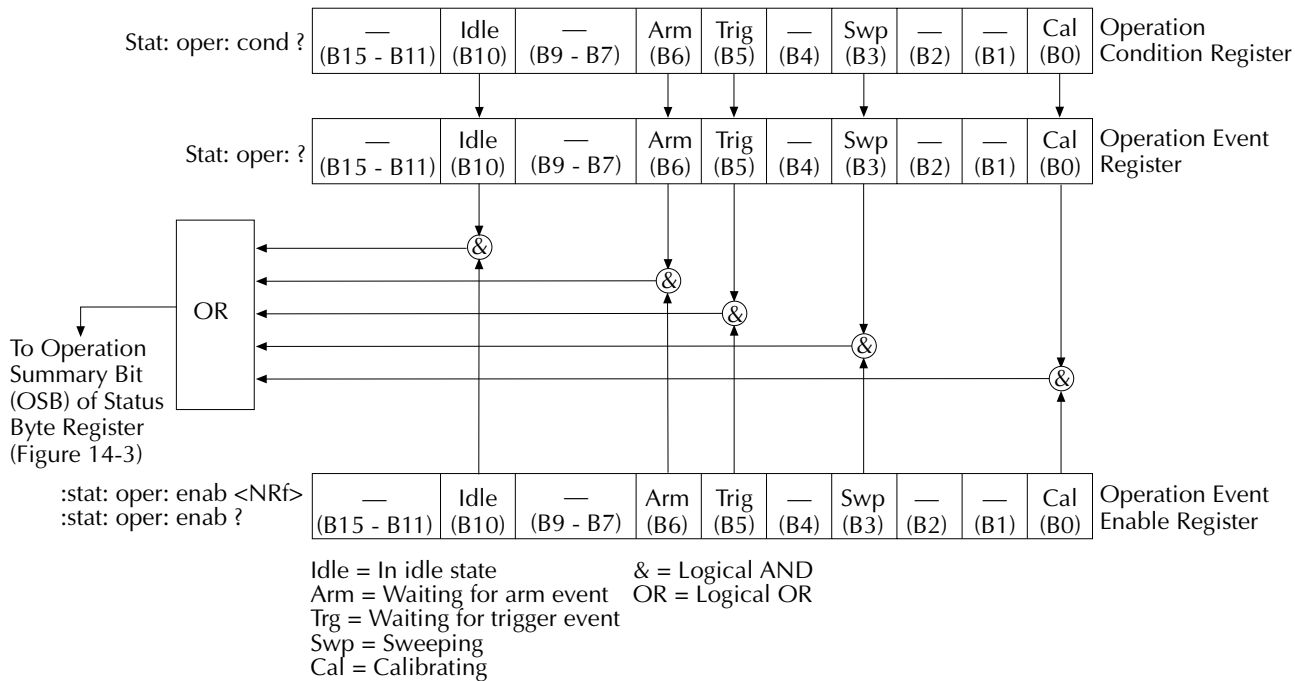 Stat: oper: cond ?
— Idle — Arm Trig — Swp — — Cal
(B15 - B11) (B10) (B9 - B7) (B6) (B5) (B4) (B3) (B2) (B1) (B0)
Operation
Condition Register
Stat: oper: ?
— Idle — Arm Trig — Swp — — Cal
(B15 - B11) (B10) (B9 - B7) (B6) (B5) (B4) (B3) (B2) (B1) (B0)
Operation Event
Register
&
&
OR
&
&
&
To Operation
Summary Bit
(OSB) of Status
Byte Register
(Figure 14-3)
:stat: oper: enab <NRf>
:stat: oper: enab ?
— Idle — Arm Trig — Swp — — Cal
(B15 - B11) (B10) (B9 - B7) (B6) (B5) (B4) (B3) (B2) (B1) (B0)
Operation Event
Enable Register
Idle = In idle state
Arm = Waiting for arm event
Trg = Waiting for trigger event
Swp = Sweeping
Cal = Calibrating
& = Logical AND
OR = Logical OR